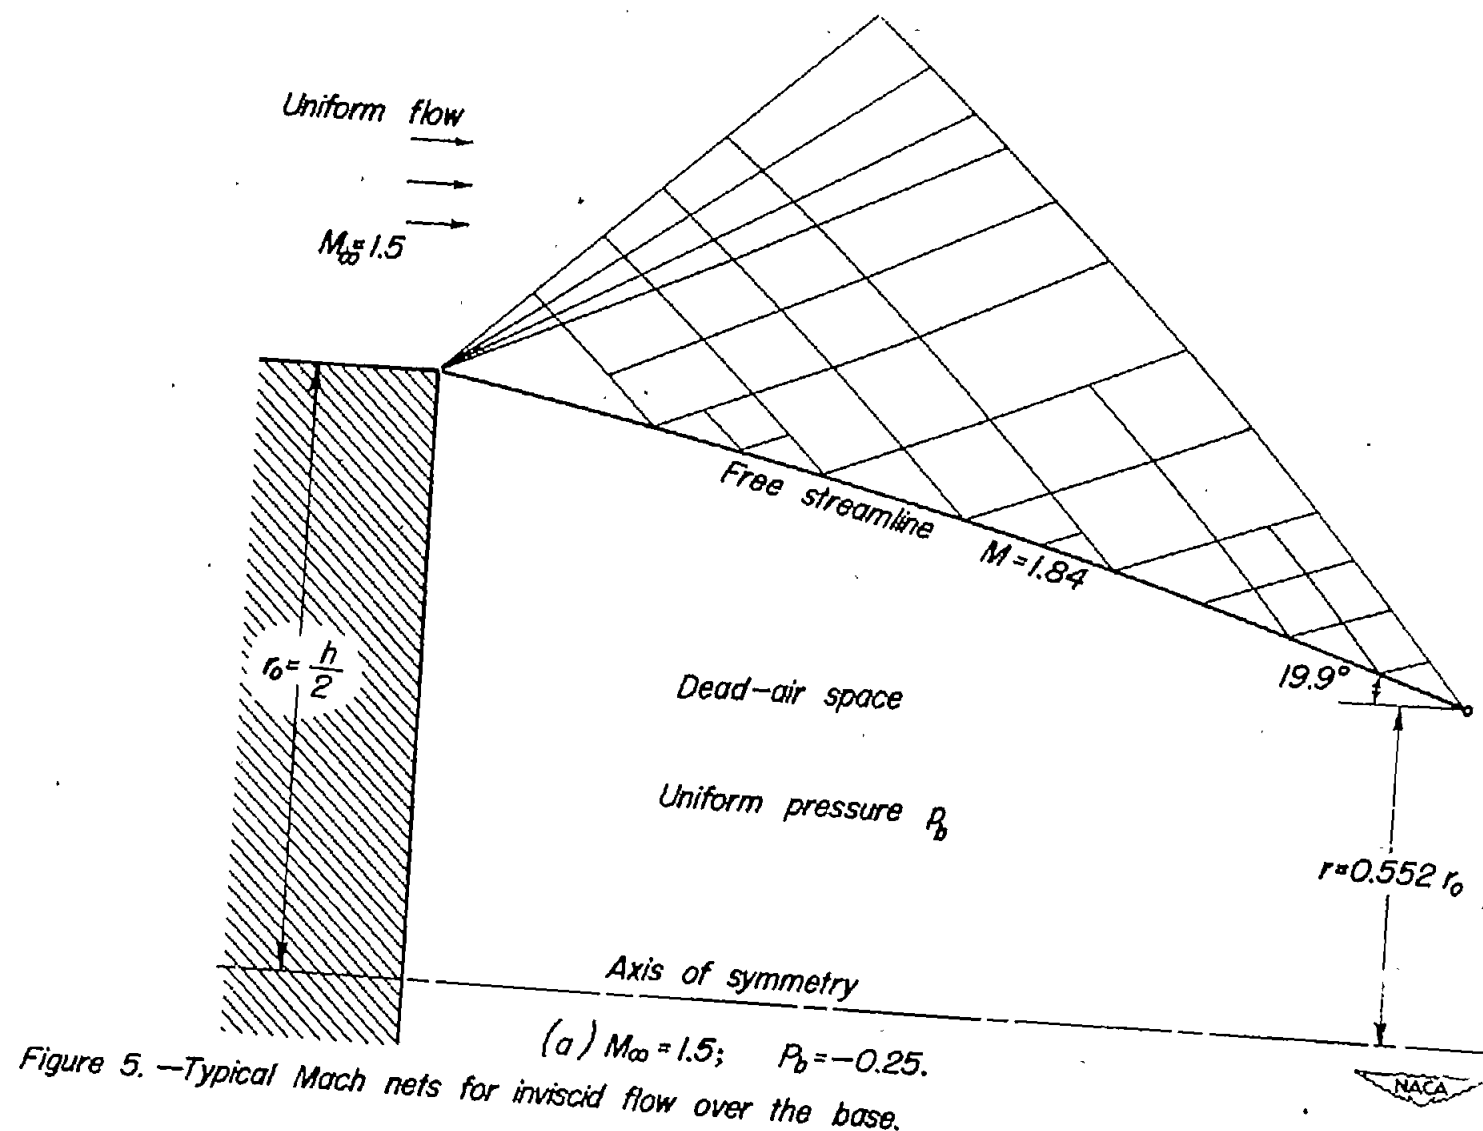 Uniform flow
M∞=1.5
Free streamline M=1.84
r₀=h/2
19.9°
Dead-air space
Uniform pressure P_b
r=0.552 r₀
Axis of symmetry
(a) M∞=1.5; P_b=-0.25.
Figure 5. —Typical Mach nets for inviscid flow over the base.
NACA